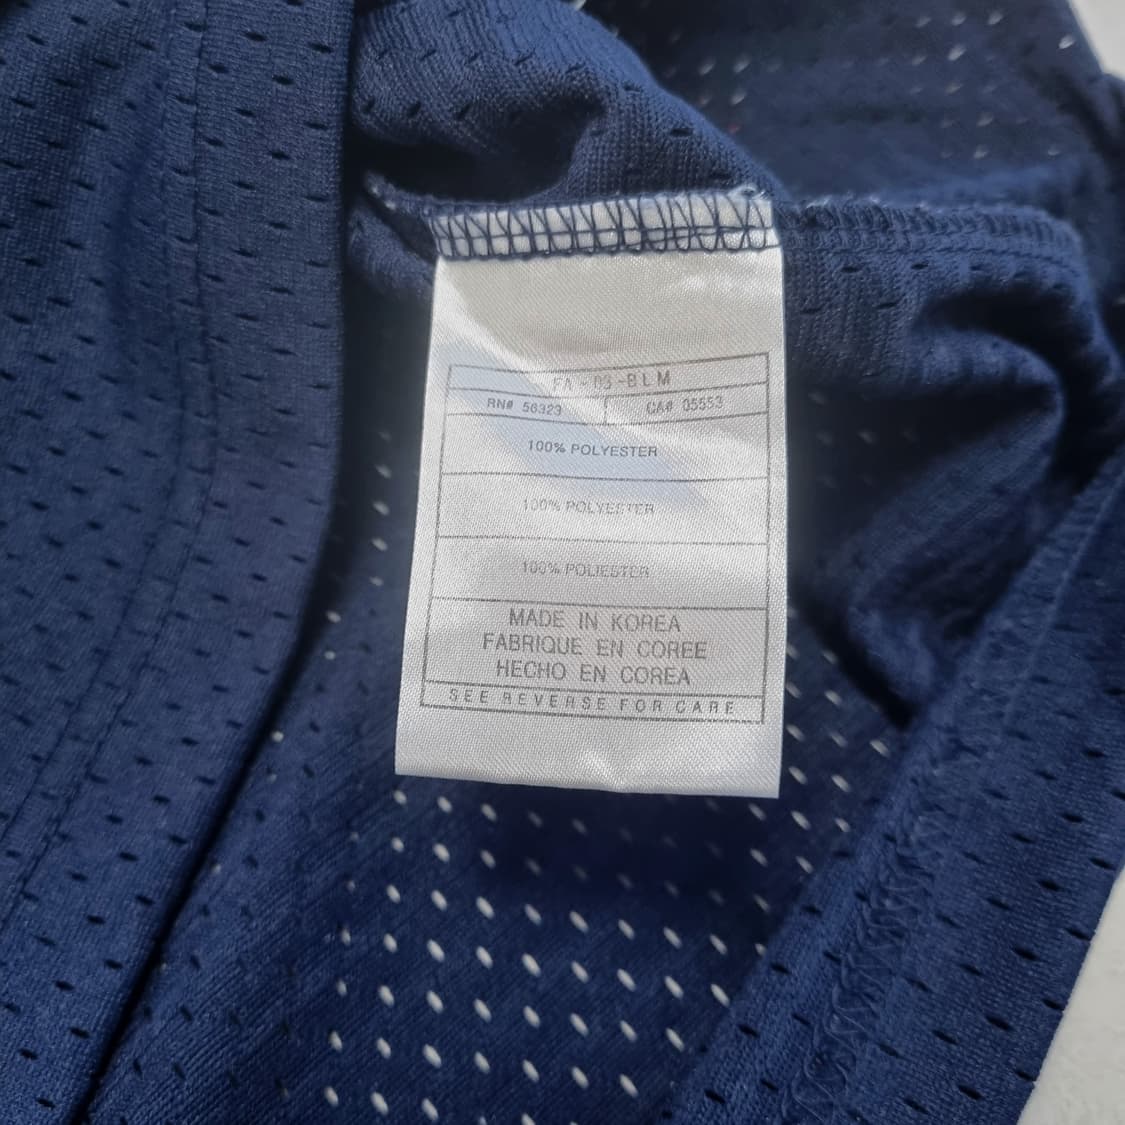 FA - 03 - BLM
RN# 56323 CA# 05553
100% POLYESTER
100% POLYESTER
100% POLIESTER
MADE IN KOREA
FABRIQUE EN COREE
HECHO EN COREA
SEE REVERSE FOR CARE